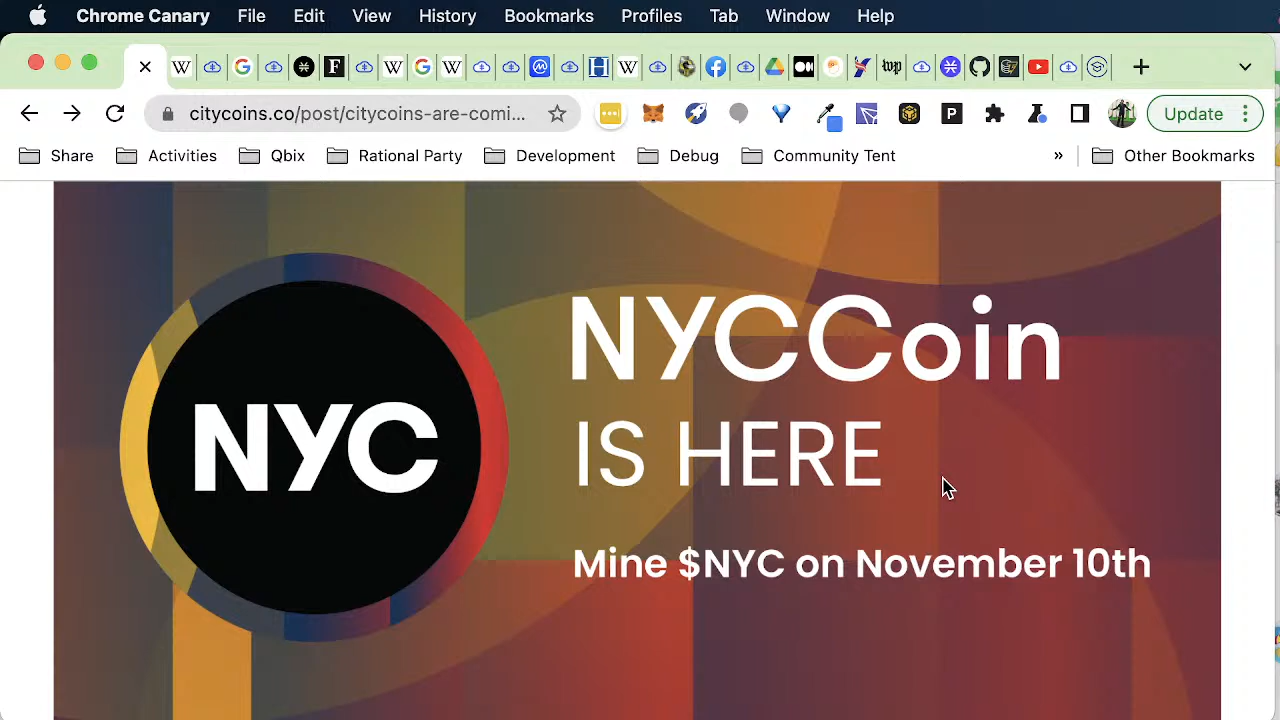 Chrome Canary File Edit View History Bookmarks Profiles Tab Window Help
citycoins.co/post/citycoins-are-comi... Update
Share Activities Qbix Rational Party Development Debug Community Tent » Other Bookmarks
NYC
NYCCoin
IS HERE
Mine $NYC on November 10th